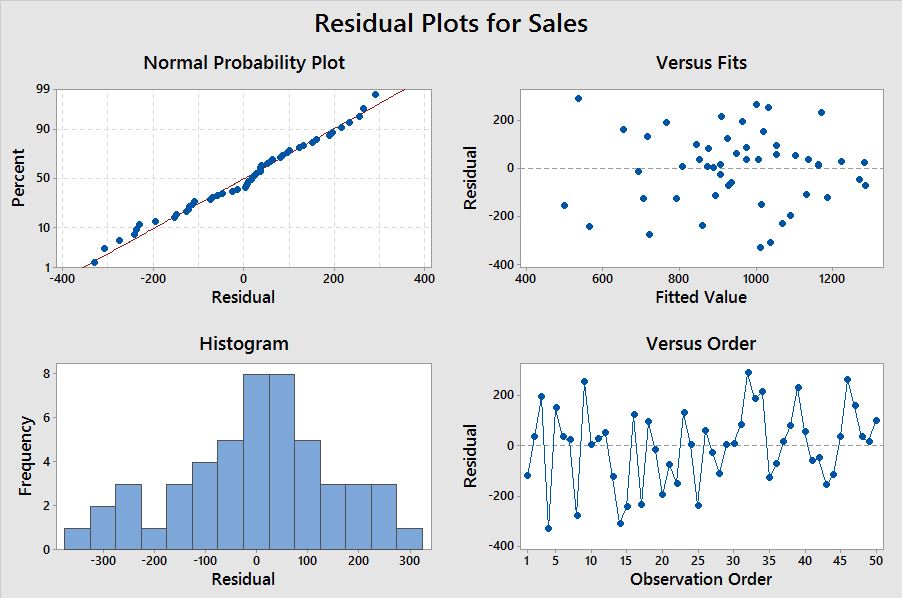 Residual Plots for Sales
Normal Probability Plot
99
90
50
10
1
Percent
-400 -200 0 200 400
Residual
Versus Fits
200
0
-200
-400
Residual
400 600 800 1000 1200
Fitted Value
Histogram
8
6
4
2
0
Frequency
-300 -200 -100 0 100 200 300
Residual
Versus Order
200
0
-200
-400
Residual
1 5 10 15 20 25 30 35 40 45 50
Observation Order